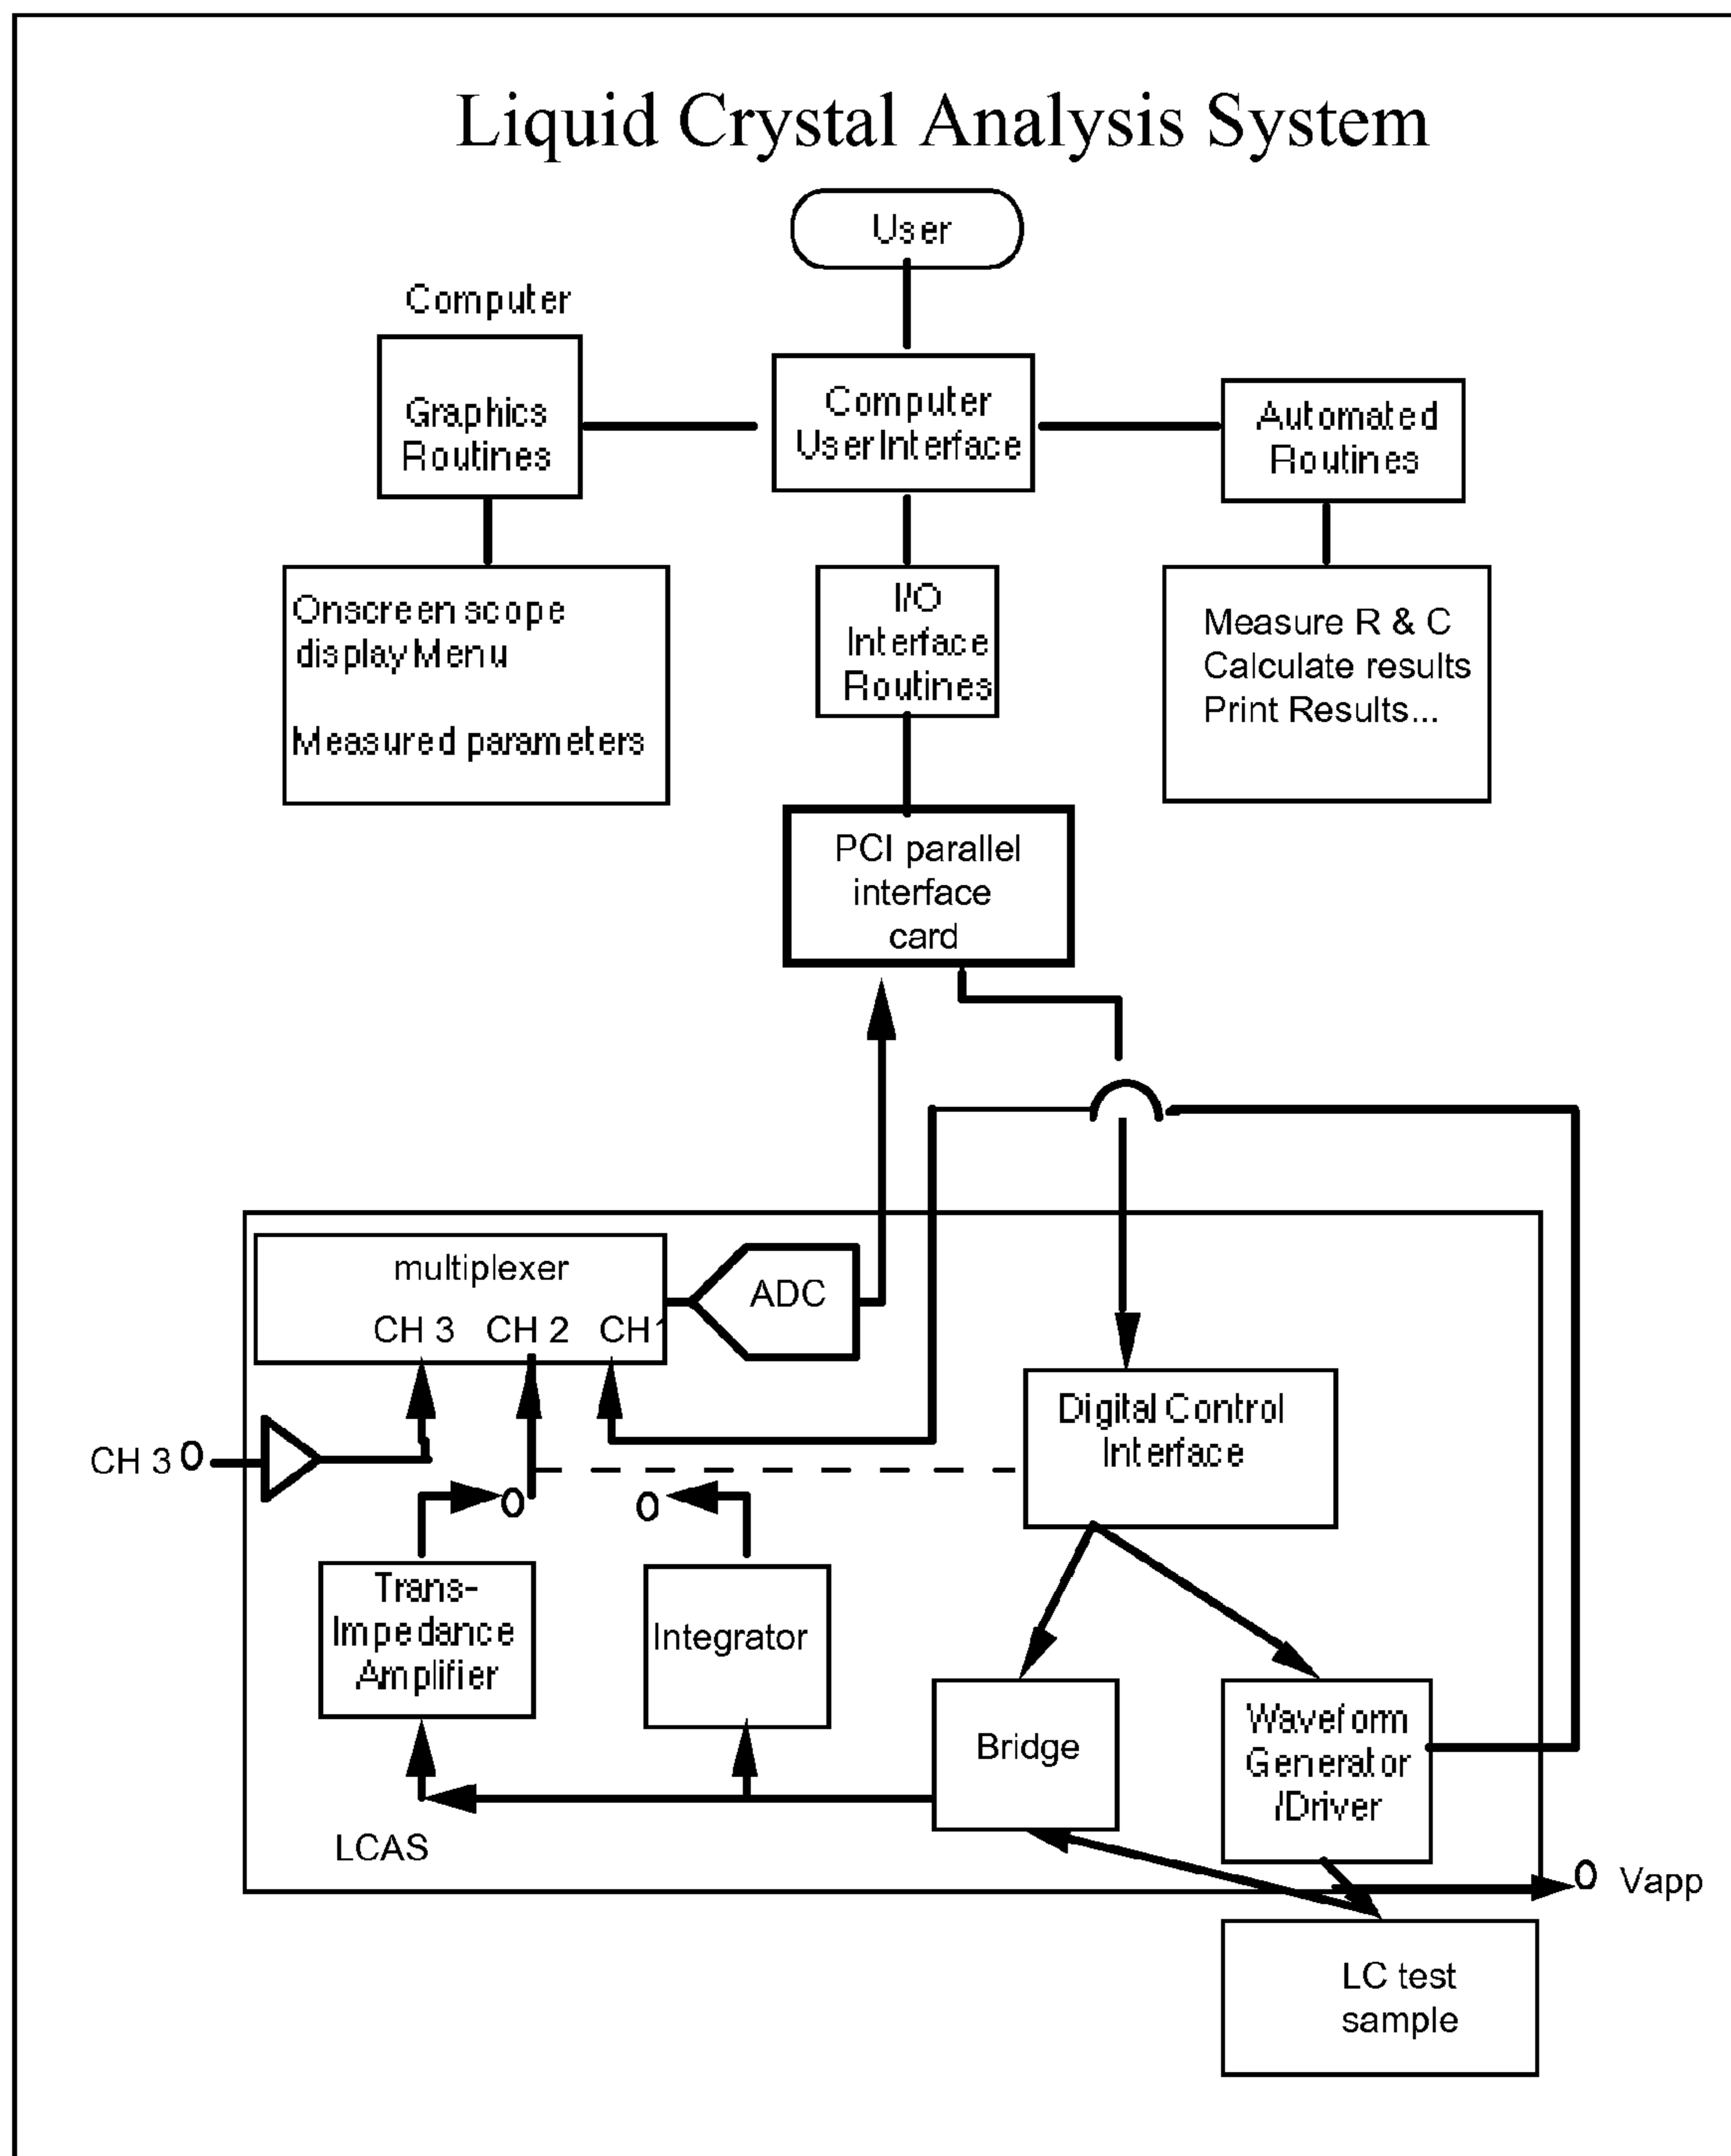 Liquid Crystal Analysis System
User
Computer
Graphics
Routines
Computer
UserInterface
Automated
Routines
Onscreen scope
display Menu
Measured parameters
I/O
Interface
Routines
Measure R & C
Calculate results
Print Results...
PCI parallel
interface
card
multiplexer
CH 3 CH 2 CH 1
ADC
CH 3 O
Digital Control
Interface
O
O
Trans-
Impedance
Amplifier
Integrator
Bridge
Waveform
Generator
/Driver
LCAS
O Vapp
LC test
sample